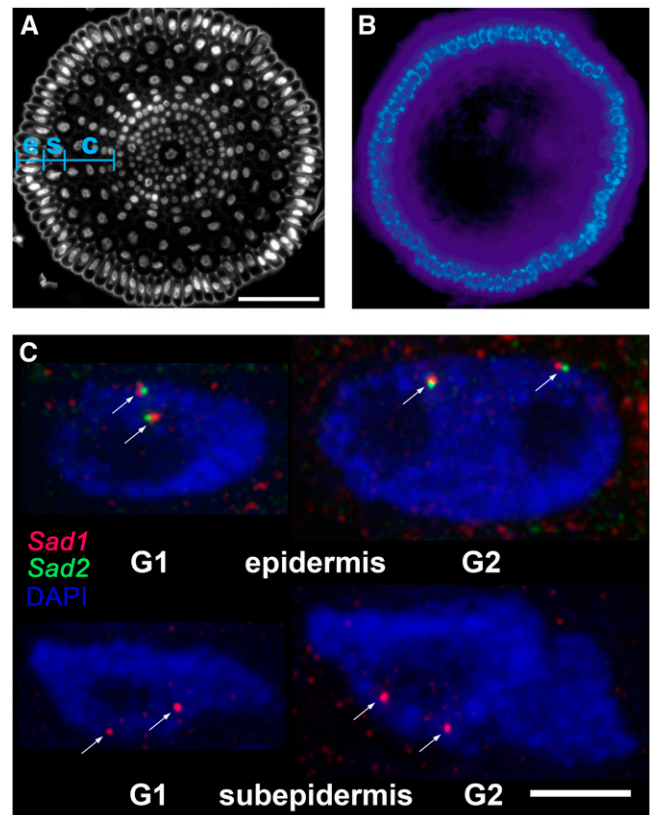 A
B
e s c
C
Sad1
Sad2
DAPI
G1 epidermis G2
G1 subepidermis G2